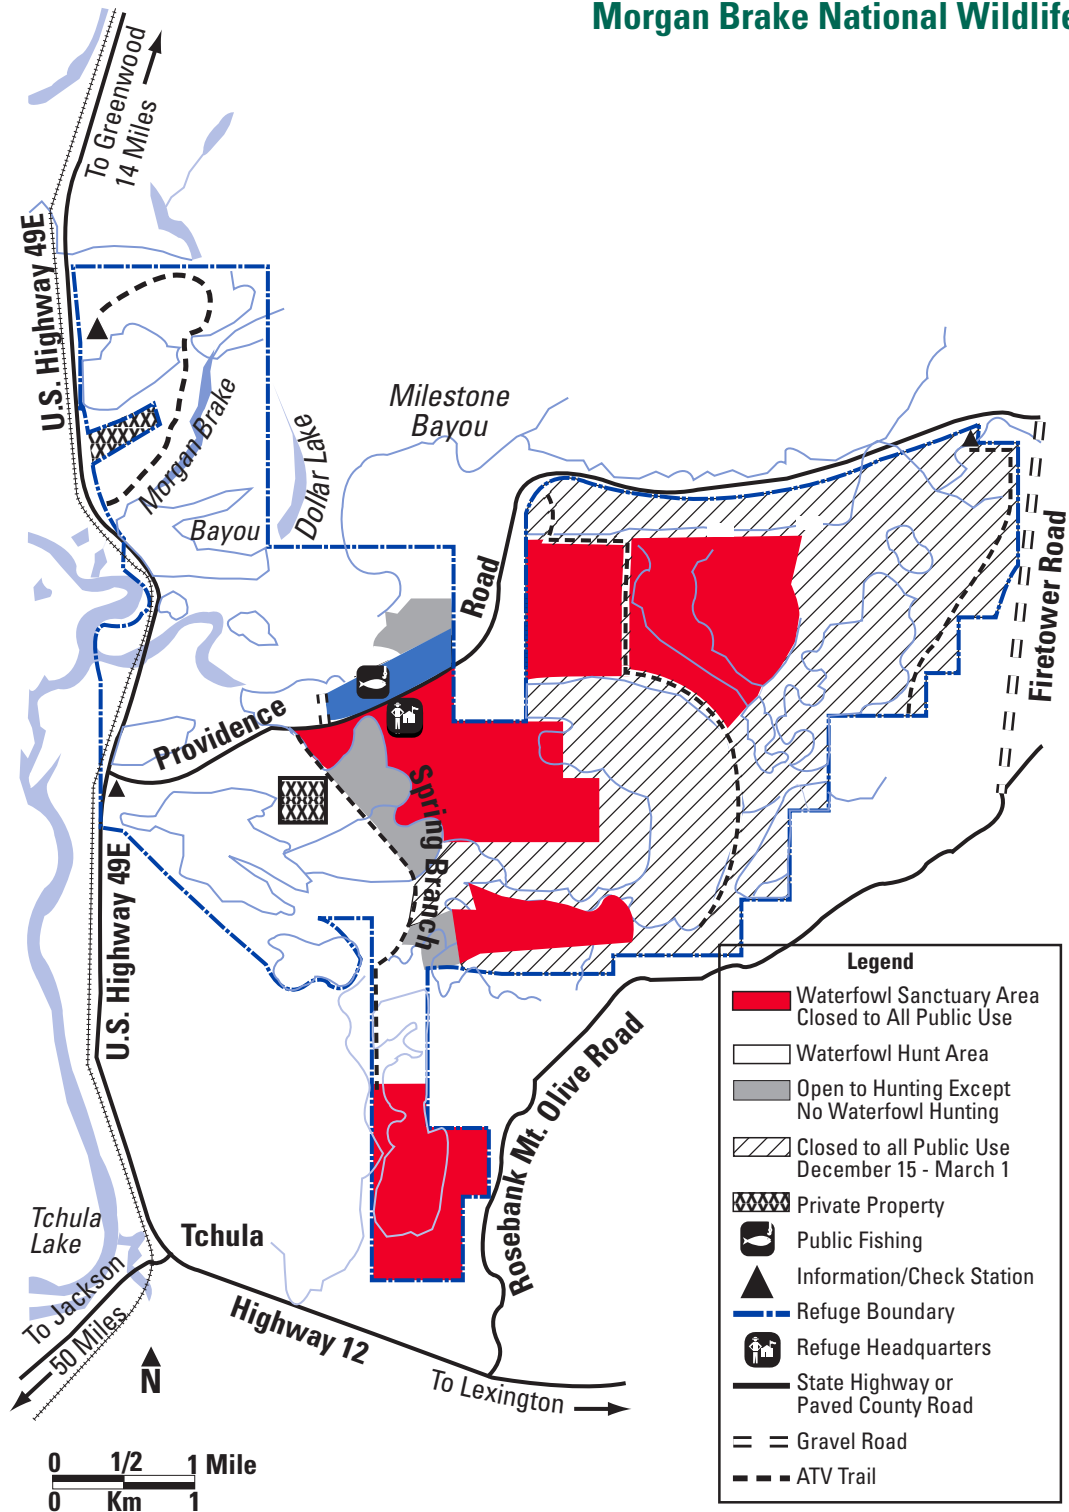 Morgan Brake National Wildlife
To Greenwood
14 Miles
U.S. Highway 49E
Morgan Brake
Dollar Lake
Bayou
Milestone
Bayou
Road
Firetower Road
Providence
Spring Branch
U.S. Highway 49E
Rosebank Mt. Olive Road
Tchula
Lake
Tchula
To Jackson
50 Miles
Highway 12
To Lexington
N
0 1/2 1 Mile
0 Km 1
Legend
Waterfowl Sanctuary Area
Closed to All Public Use
Waterfowl Hunt Area
Open to Hunting Except
No Waterfowl Hunting
Closed to all Public Use
December 15 - March 1
Private Property
Public Fishing
Information/Check Station
Refuge Boundary
Refuge Headquarters
State Highway or
Paved County Road
Gravel Road
ATV Trail